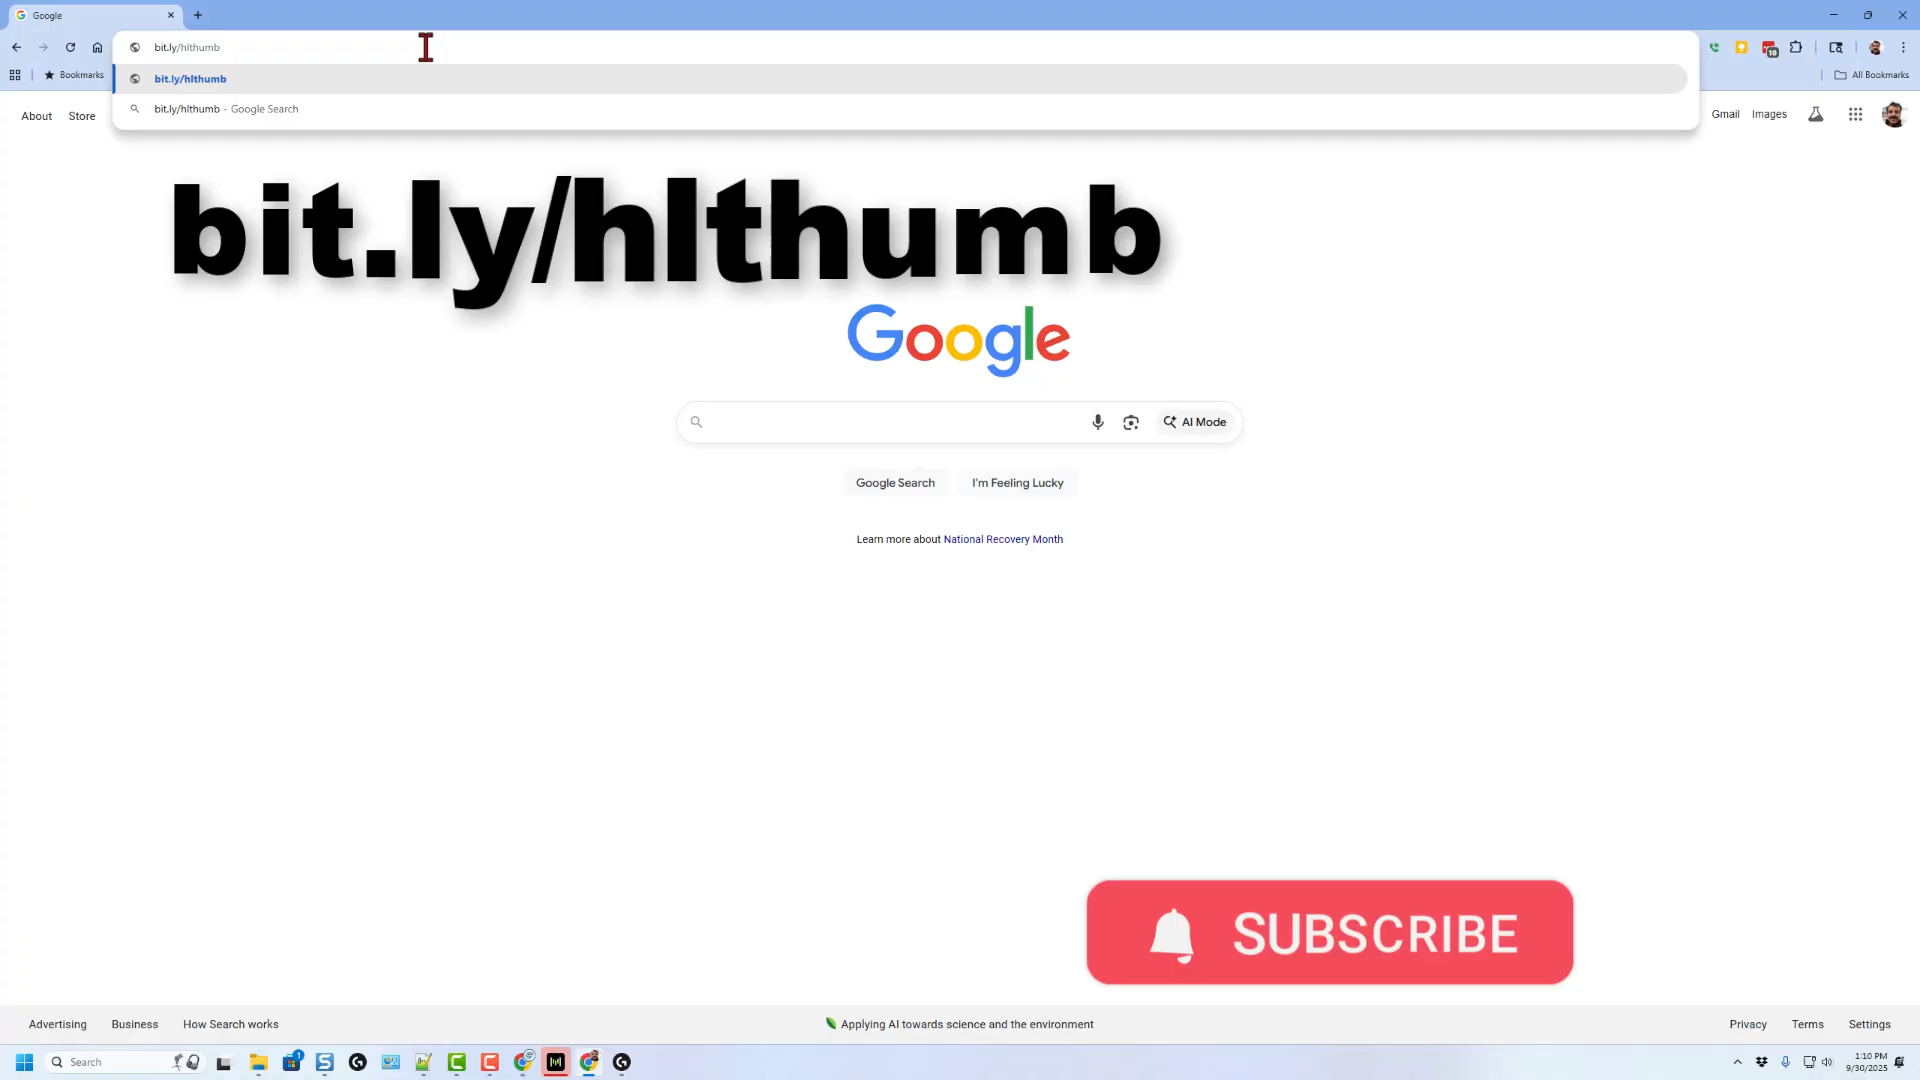 Google
bit.ly/hlthumb
Bookmarks
bit.ly/hlthumb
All Bookmarks
bit.ly/hlthumb - Google Search
About
Store
Gmail
Images
bit.ly/hlthumb
Google
AI Mode
Google Search
I'm Feeling Lucky
Learn more about National Recovery Month
SUBSCRIBE
Advertising
Business
How Search works
Applying AI towards science and the environment
Privacy
Terms
Settings
Search
1:10 PM
9/30/2025
10
1